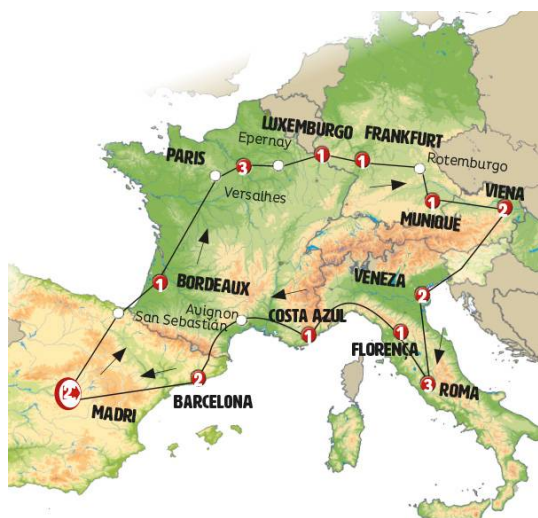 LUXEMBURGO
FRANKFURT
Epernay
Rotemburgo
PARIS
3
1
1
Versalhes
VIENA
1
2
MUNIQUE
1
BORDEAUX
VENEZA
2
Avignon
San Sebastián
COSTA AZUL
1
1
FLORENÇA
2
MADRI
2
BARCELONA
3
ROMA